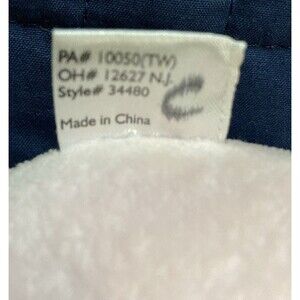 PA# 10050(TW)
OH# 12627 N.J.
Style# 34480
Made in China